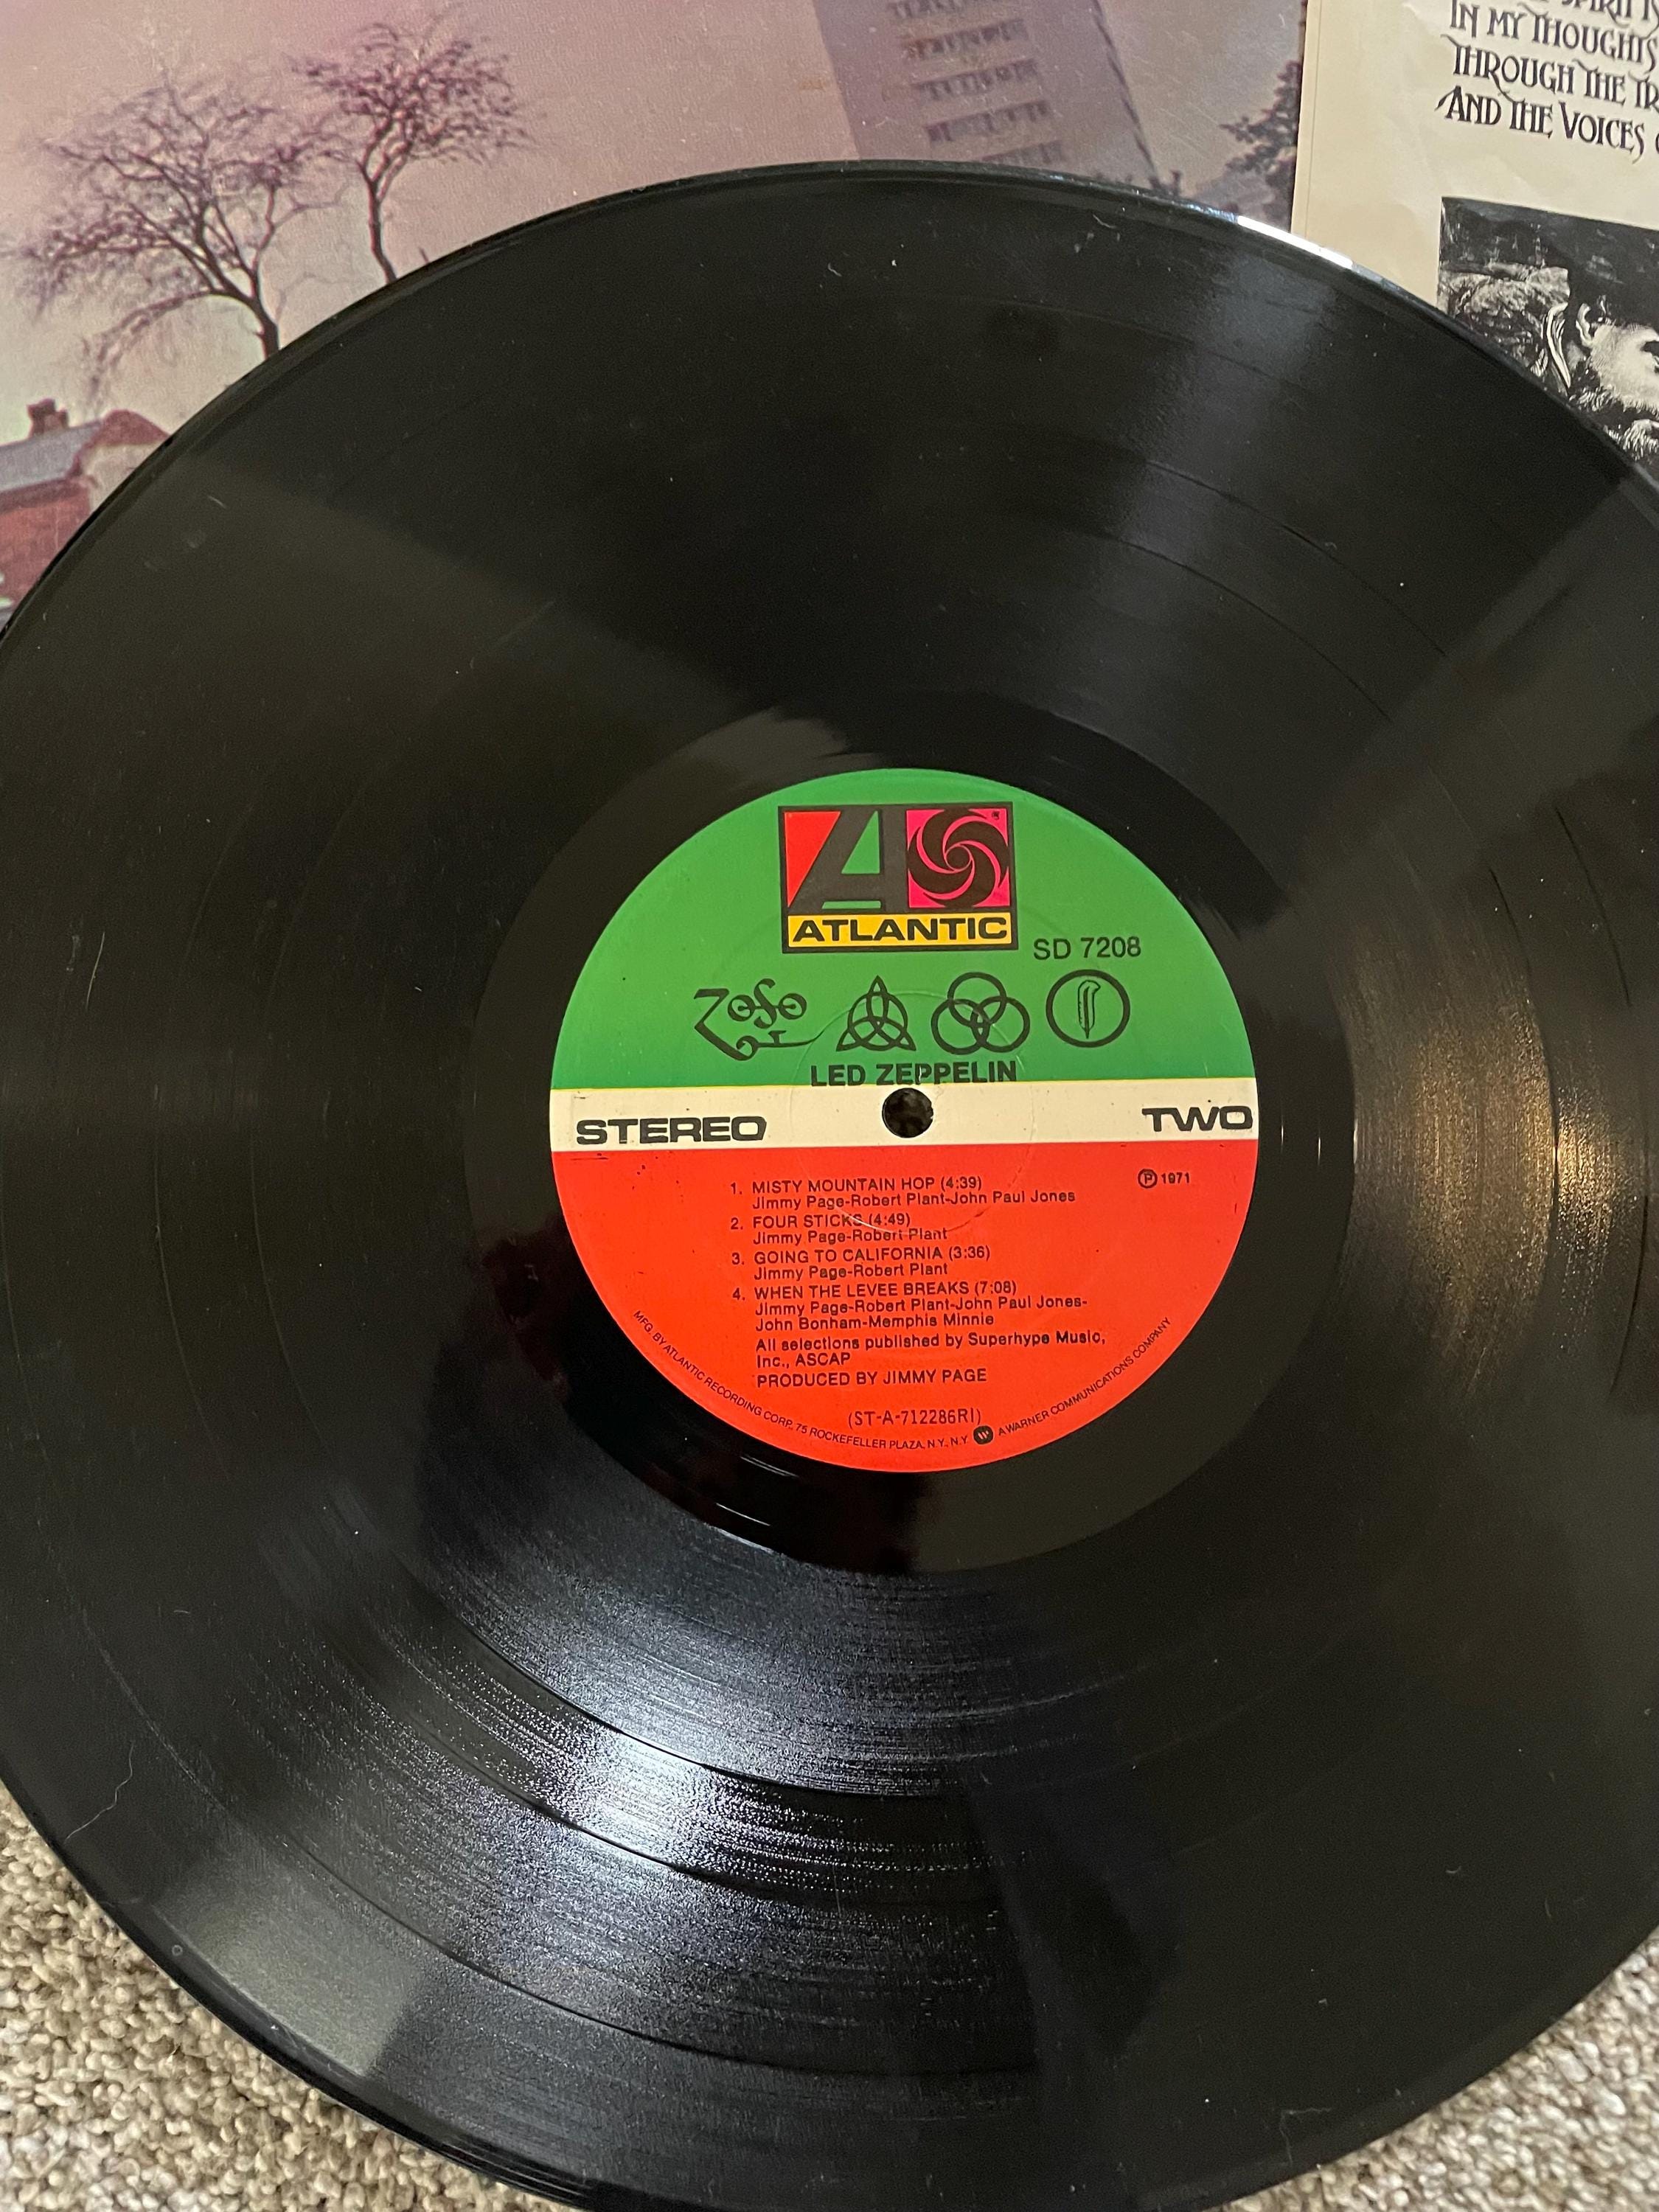 IN MY THOUGHTS
THROUGH THE
AND THE VOICES
ATLANTIC
SD 7208
ZoSo
LED ZEPPELIN
STEREO
TWO
℗ 1971
1. MISTY MOUNTAIN HOP (4:39)
Jimmy Page-Robert Plant-John Paul Jones
2. FOUR STICKS (4:49)
Jimmy Page-Robert Plant
3. GOING TO CALIFORNIA (3:36)
Jimmy Page-Robert Plant
4. WHEN THE LEVEE BREAKS (7:08)
Jimmy Page-Robert Plant-John Paul Jones-
John Bonham-Memphis Minnie
All selections published by Superhype Music,
Inc., ASCAP
PRODUCED BY JIMMY PAGE
(ST-A-712286RI)
MFG. BY ATLANTIC RECORDING CORP. 75 ROCKEFELLER PLAZA, N.Y., N.Y. A WARNER COMMUNICATIONS COMPANY